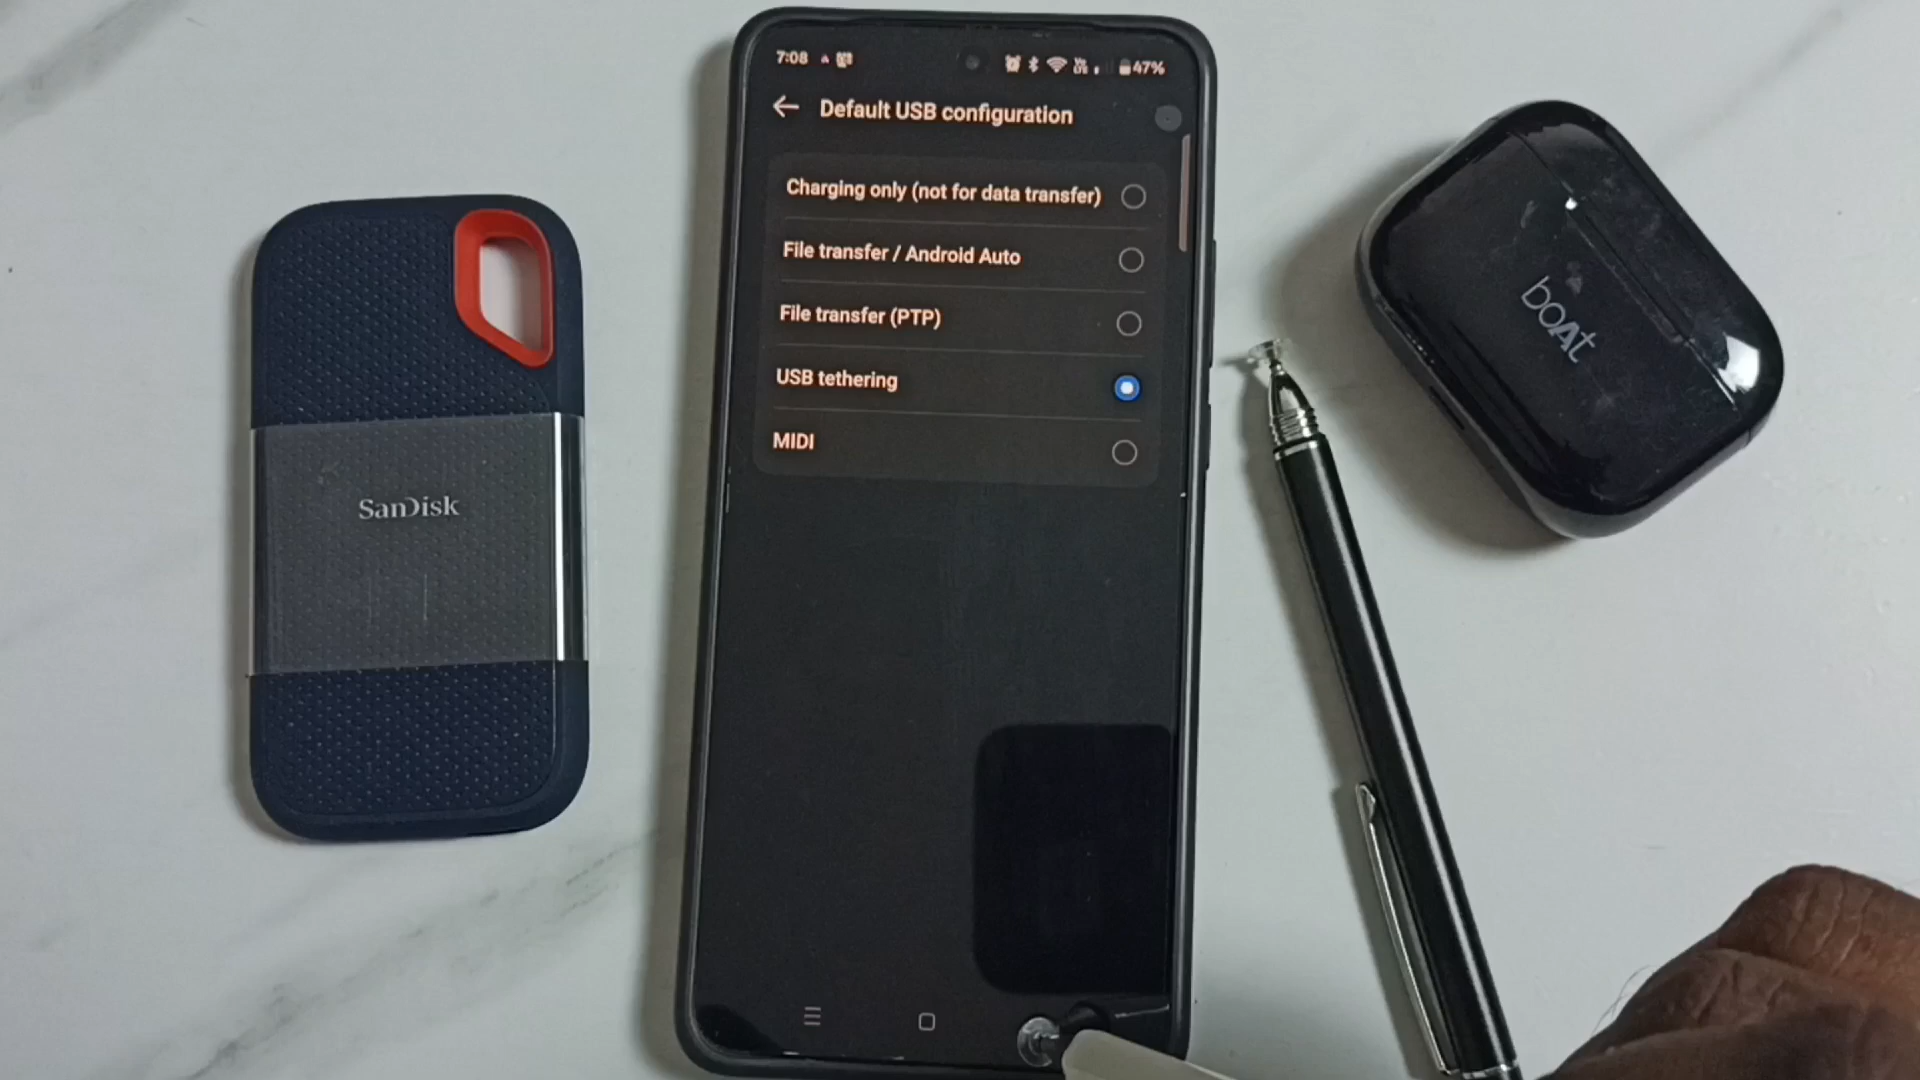 7:08
47%
Default USB configuration
Charging only (not for data transfer)
File transfer / Android Auto
File transfer (PTP)
USB tethering
MIDI
SanDisk
boAt